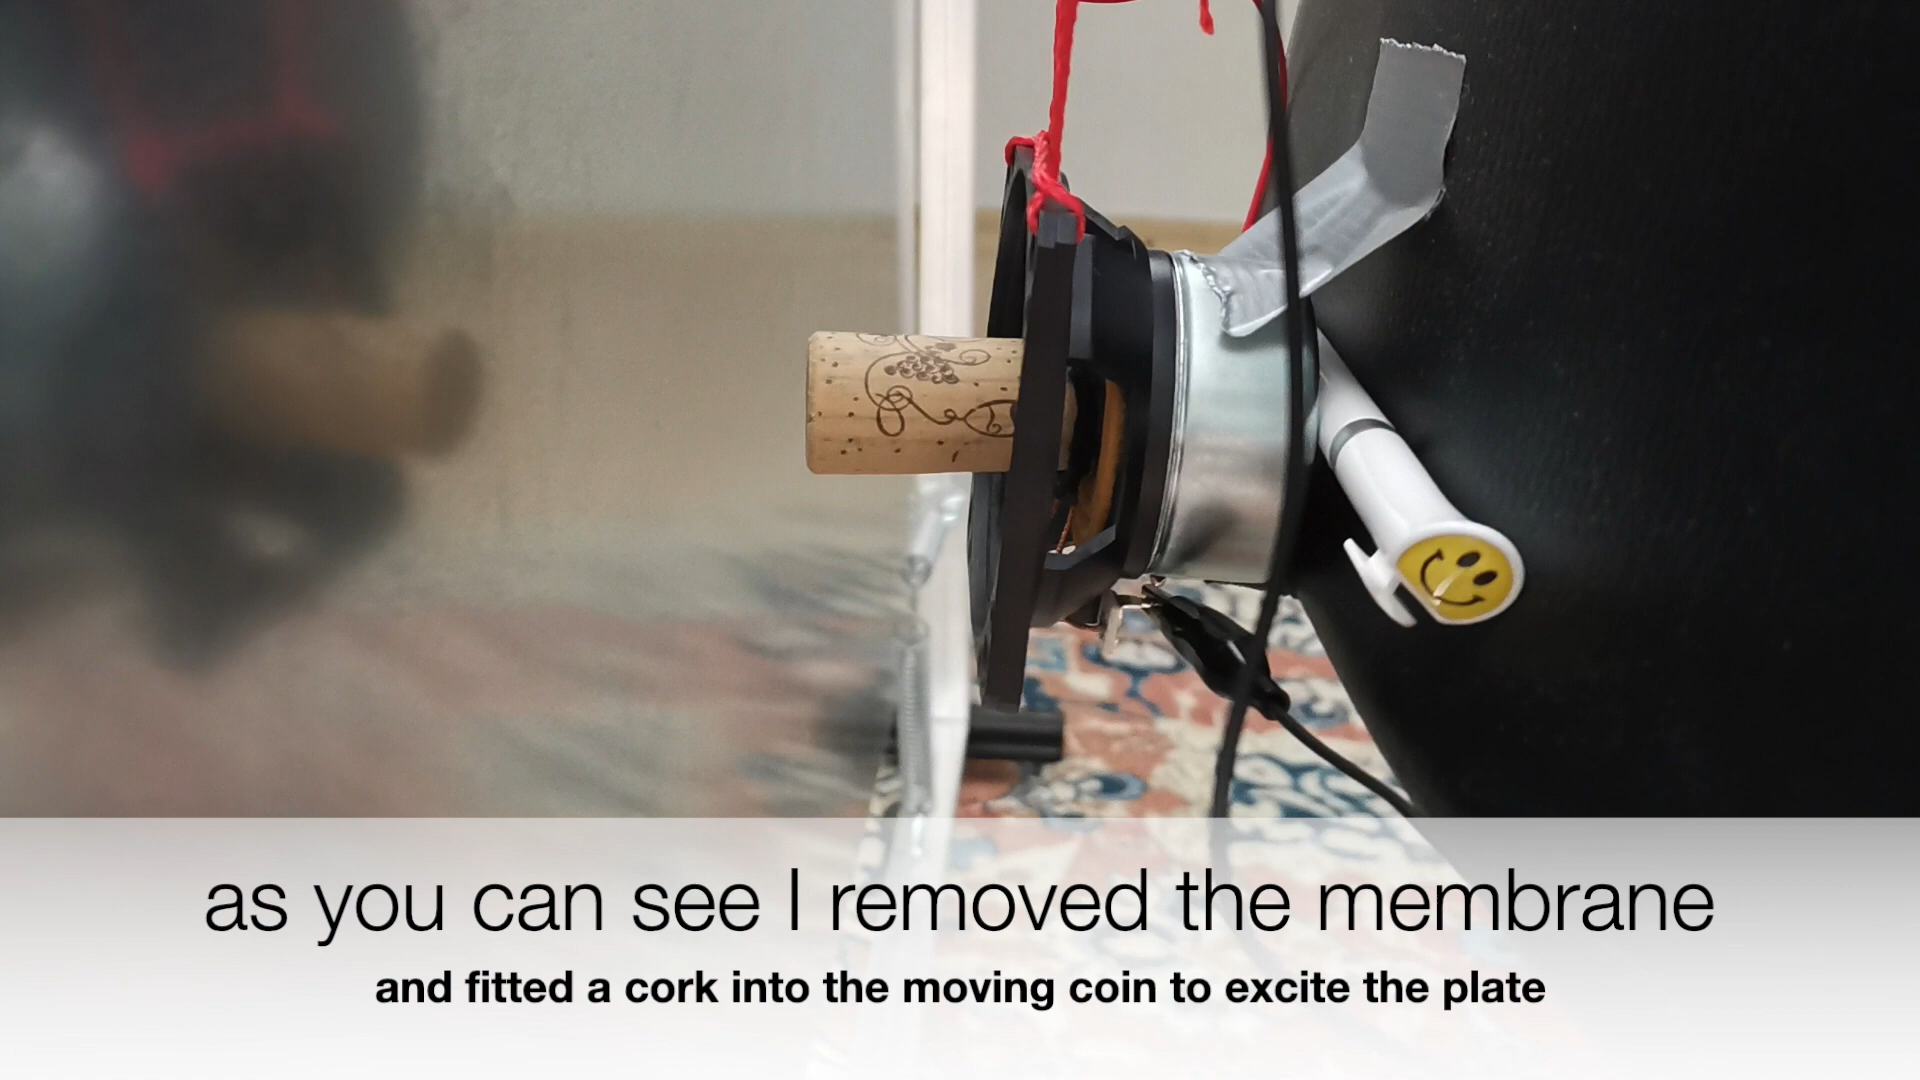 as you can see I removed the membrane
and fitted a cork into the moving coin to excite the plate